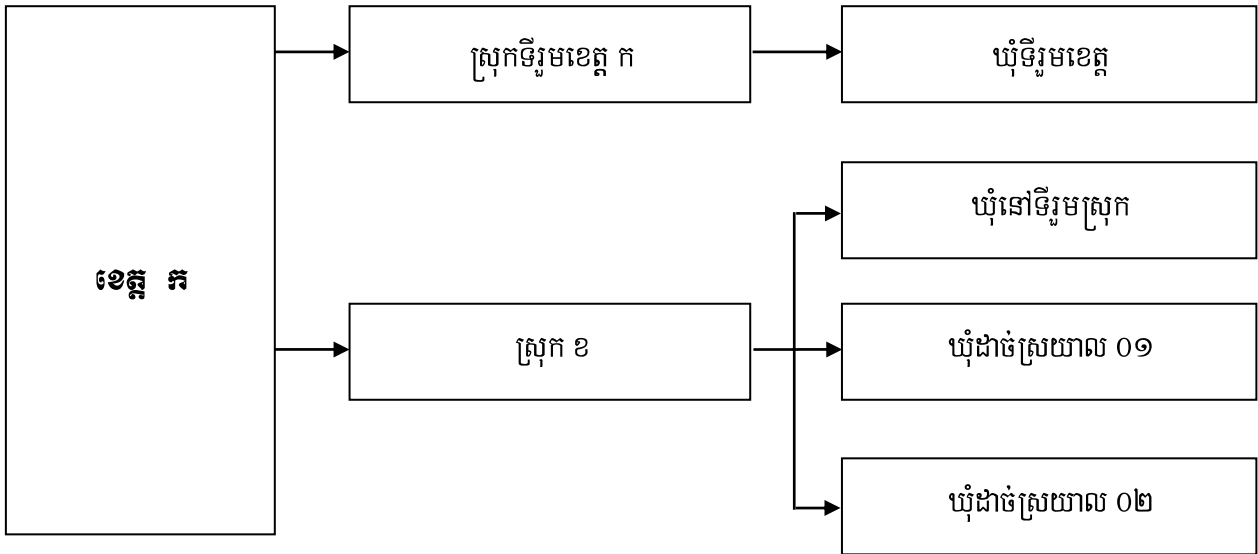 ខេត្ត ក
ស្រុកទីរួមខេត្ត ក
ឃុំទីរួមខេត្ត
ស្រុក ខ
ឃុំនៅទីរួមស្រុក
ឃុំដាច់ស្រយាល ០១
ឃុំដាច់ស្រយាល ០២